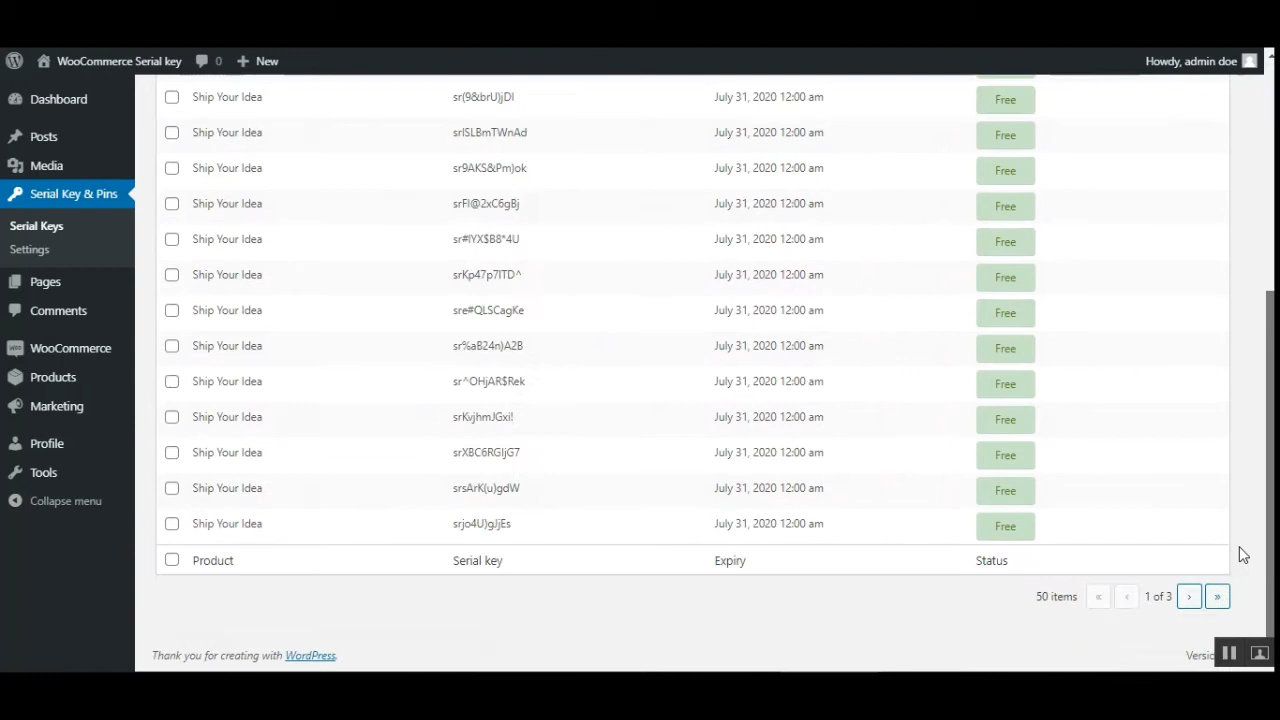 WooCommerce Serial key 0 New Howdy, admin doe
Dashboard
Posts
Media
Serial Key & Pins
Serial Keys
Settings
Pages
Comments
WooCommerce
Products
Marketing
Profile
Tools
Collapse menu
Ship Your Idea sr(9&brU)jDI July 31, 2020 12:00 am Free
Ship Your Idea srlSLBmTWnAd July 31, 2020 12:00 am Free
Ship Your Idea sr9AKS&Pm)ok July 31, 2020 12:00 am Free
Ship Your Idea srFl@2xC6gBj July 31, 2020 12:00 am Free
Ship Your Idea sr#lYX$B8*4U July 31, 2020 12:00 am Free
Ship Your Idea srKp47p7ITD^ July 31, 2020 12:00 am Free
Ship Your Idea sre#QLSCagKe July 31, 2020 12:00 am Free
Ship Your Idea sr%aB24n)A2B July 31, 2020 12:00 am Free
Ship Your Idea sr^OHjAR$Rek July 31, 2020 12:00 am Free
Ship Your Idea srKvjhmJGxi! July 31, 2020 12:00 am Free
Ship Your Idea srXBC6RGIjG7 July 31, 2020 12:00 am Free
Ship Your Idea srsArK(u)gdW July 31, 2020 12:00 am Free
Ship Your Idea srjo4U)gJjEs July 31, 2020 12:00 am Free
Product Serial key Expiry Status
50 items « ‹ 1 of 3 › »
Thank you for creating with WordPress.